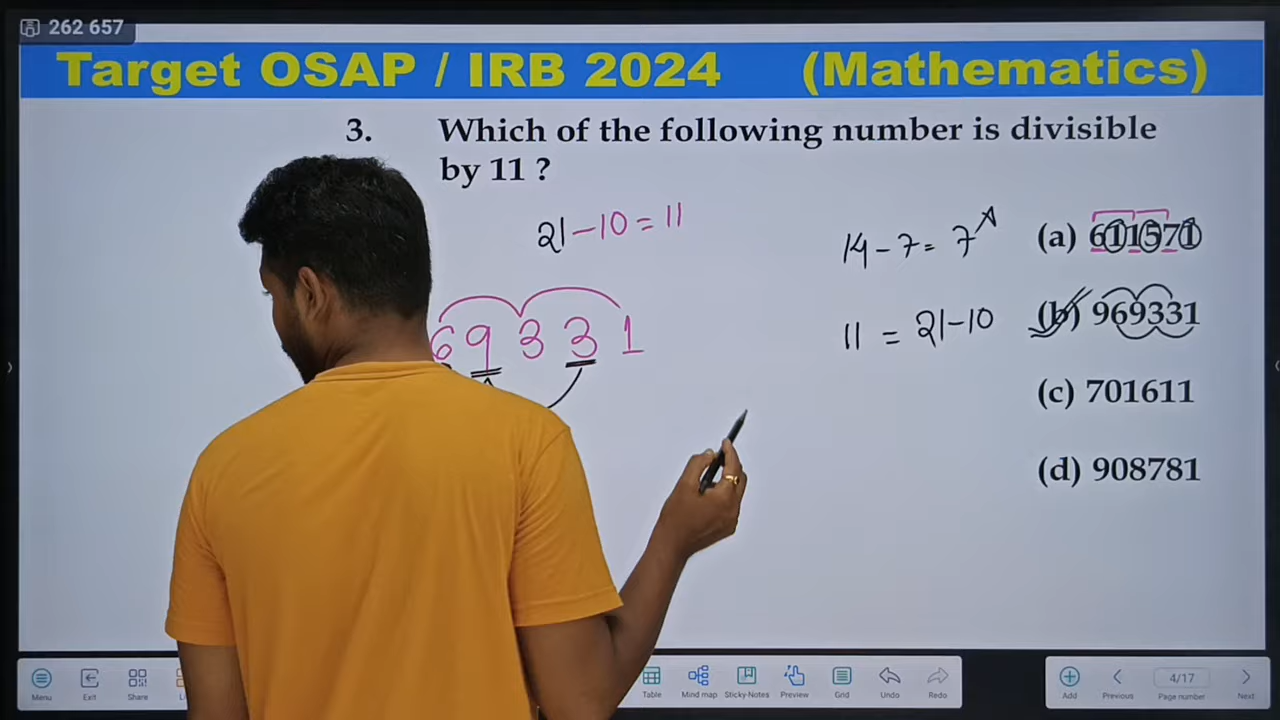 262 657
Target OSAP / IRB 2024 (Mathematics)
3. Which of the following number is divisible
by 11 ?
21-10=11
14-7=7
(a) 611571
11=21-10
(b) 969331
69331
(c) 701611
(d) 908781
Menu
Exit
Share
Table
Mind map
Sticky-Notes
Preview
Grid
Undo
Redo
Add
Previous
4/17
Page number
Next